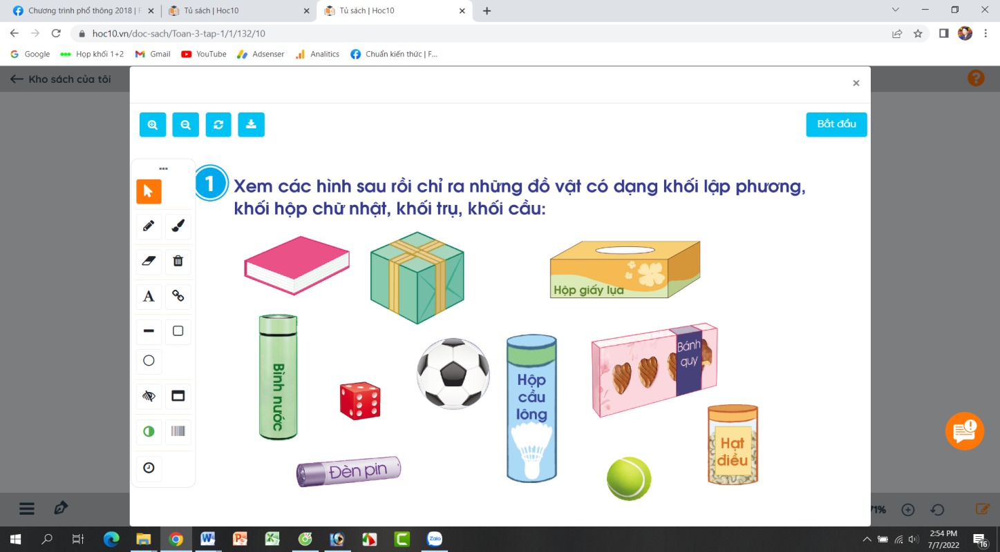 Chương trình phổ thông 2018 | F
Tủ sách | Hoc10
Tủ sách | Hoc10
hoc10.vn/doc-sach/Toan-3-tap-1/1/132/10
Google
Họp khối 1+2
Gmail
YouTube
Adsenser
Analitics
Chuẩn kiến thức | F...
Kho sách của tôi
Bắt đầu
1
Xem các hình sau rồi chỉ ra những đồ vật có dạng khối lập phương,
khối hộp chữ nhật, khối trụ, khối cầu:
Hộp giấy lụa
Bình nước
Hộp
cầu
lông
Bánh
quy
Đèn pin
Hạt
điều
A
71%
Zalo
2:54 PM
7/7/2022
16